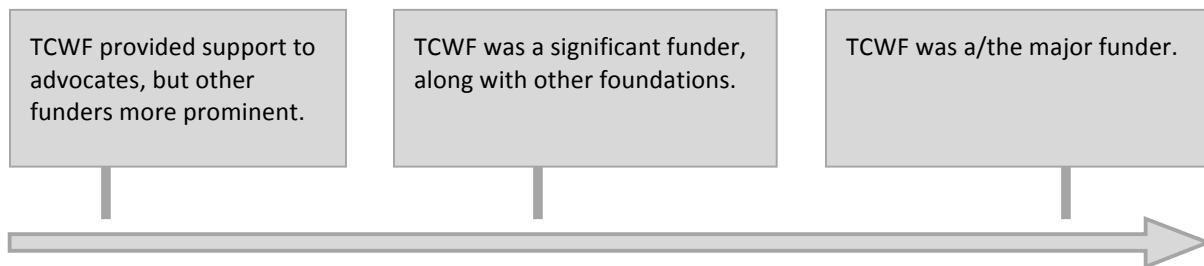 TCWF provided support to
advocates, but other
funders more prominent.
TCWF was a significant funder,
along with other foundations.
TCWF was a/the major funder.